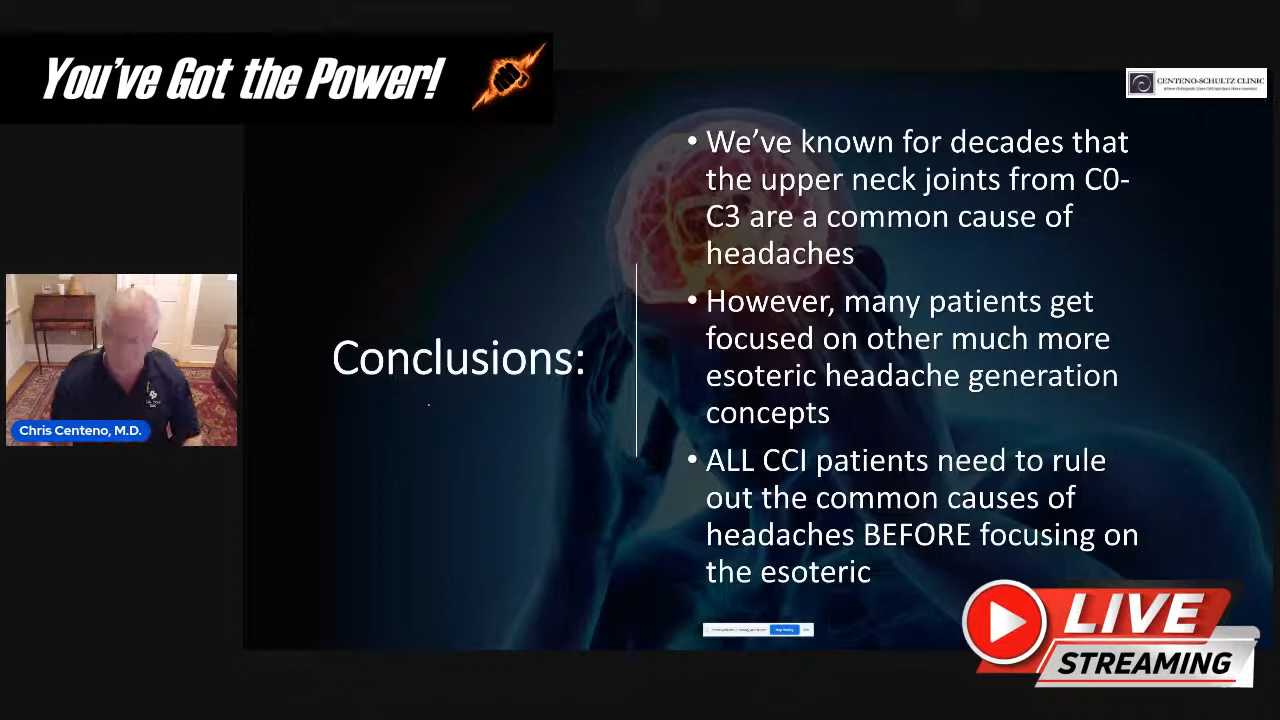 You've Got the Power!
CENTENO-SCHULTZ CLINIC
• We've known for decades that
the upper neck joints from C0-
C3 are a common cause of
headaches
• However, many patients get
focused on other much more
esoteric headache generation
concepts
• ALL CCI patients need to rule
out the common causes of
headaches BEFORE focusing on
the esoteric
Conclusions:
Chris Centeno, M.D.
LIVE
STREAMING